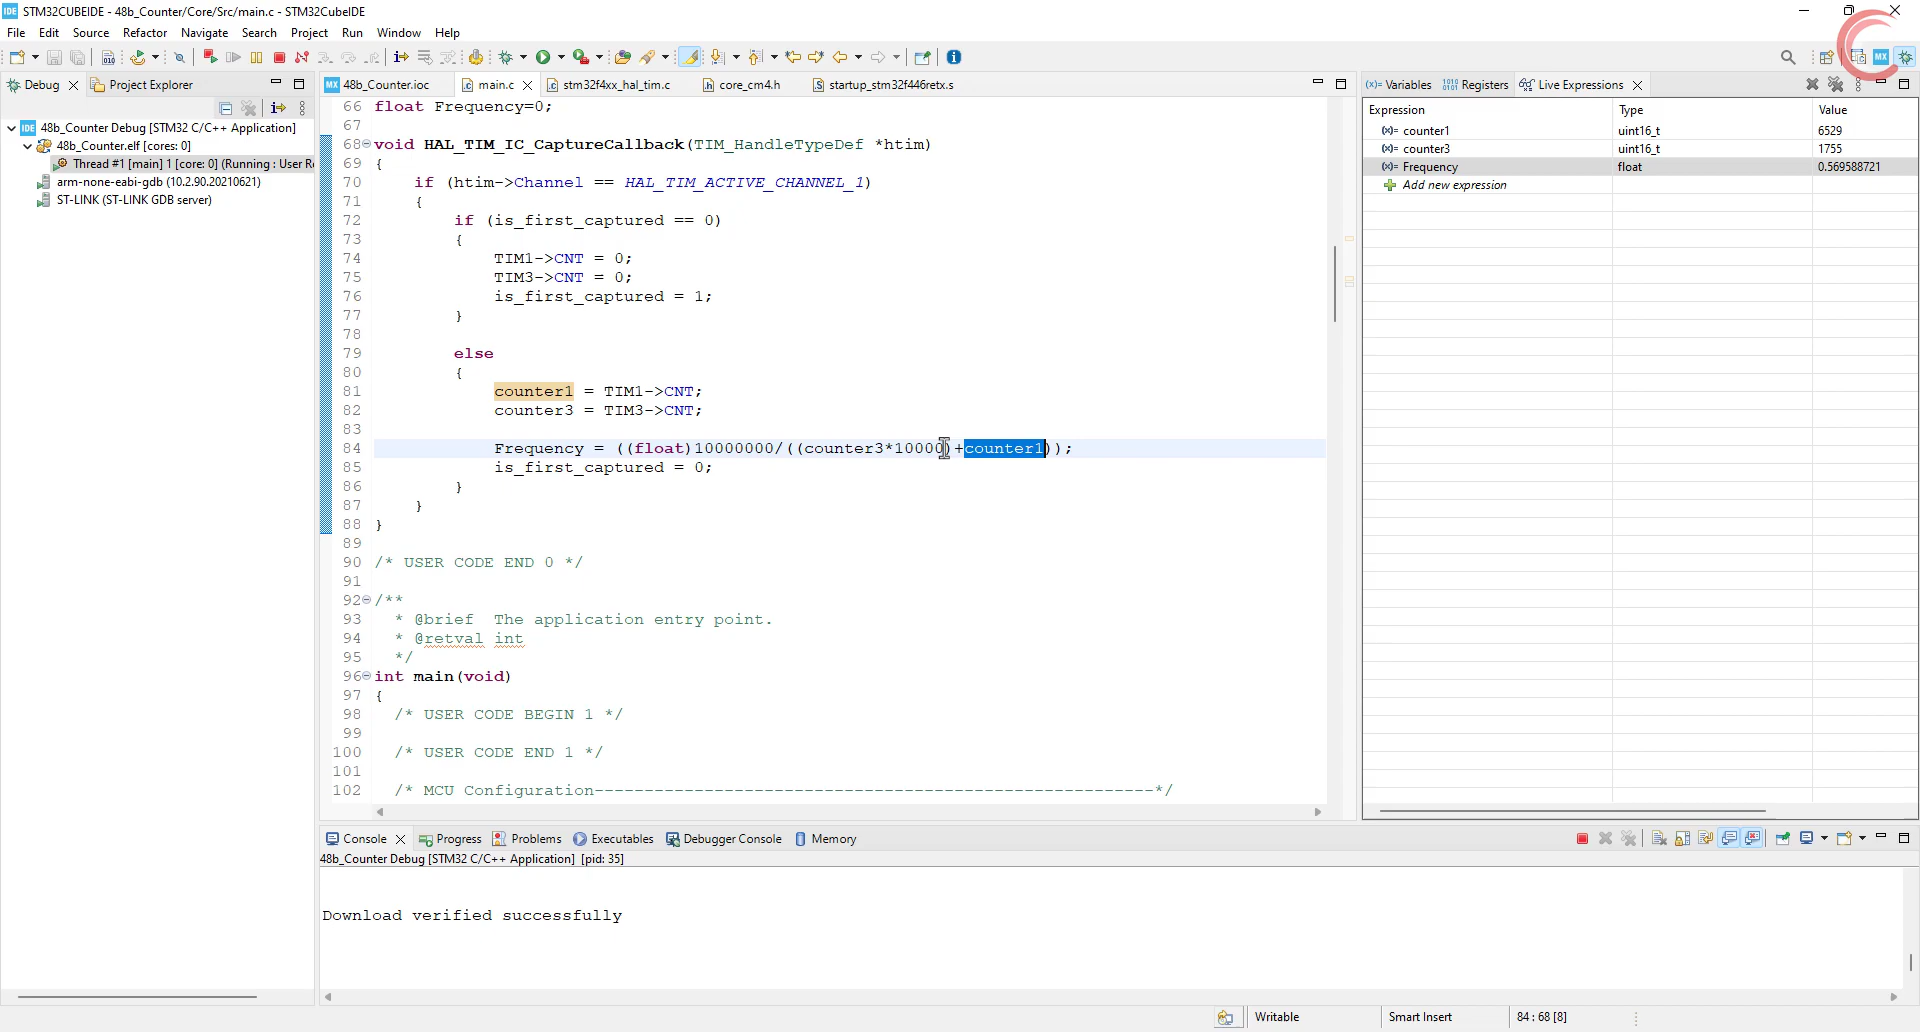 IDE STM32CUBEIDE - 48b_Counter/Core/Src/main.c - STM32CubeIDE
File Edit Source Refactor Navigate Search Project Run Window Help
Debug Project Explorer
48b_Counter Debug [STM32 C/C++ Application]
48b_Counter.elf [cores: 0]
Thread #1 [main] 1 [core: 0] (Running : User R
arm-none-eabi-gdb (10.2.90.20210621)
ST-LINK (ST-LINK GDB server)
MX 48b_Counter.ioc main.c stm32f4xx_hal_tim.c core_cm4.h startup_stm32f446retx.s
66 float Frequency=0;
67
68 void HAL_TIM_IC_CaptureCallback(TIM_HandleTypeDef *htim)
69 {
70 if (htim->Channel == HAL_TIM_ACTIVE_CHANNEL_1)
71 {
72 if (is_first_captured == 0)
73 {
74 TIM1->CNT = 0;
75 TIM3->CNT = 0;
76 is_first_captured = 1;
77 }
78
79 else
80 {
81 counter1 = TIM1->CNT;
82 counter3 = TIM3->CNT;
83
84 Frequency = ((float)10000000/((counter3*10000)+counter1));
85 is_first_captured = 0;
86 }
87 }
88 }
89
90 /* USER CODE END 0 */
91
92 /**
93 * @brief The application entry point.
94 * @retval int
95 */
96 int main(void)
97 {
98 /* USER CODE BEGIN 1 */
99
100 /* USER CODE END 1 */
101
102 /* MCU Configuration--------------------------------------------------------*/
(x)= Variables Registers Live Expressions
Expression Type Value
(x)= counter1 uint16_t 6529
(x)= counter3 uint16_t 1755
(x)= Frequency float 0.569588721
Add new expression
Console Progress Problems Executables Debugger Console Memory
48b_Counter Debug [STM32 C/C++ Application] [pid: 35]
Download verified successfully
Writable Smart Insert 84 : 68 [8]